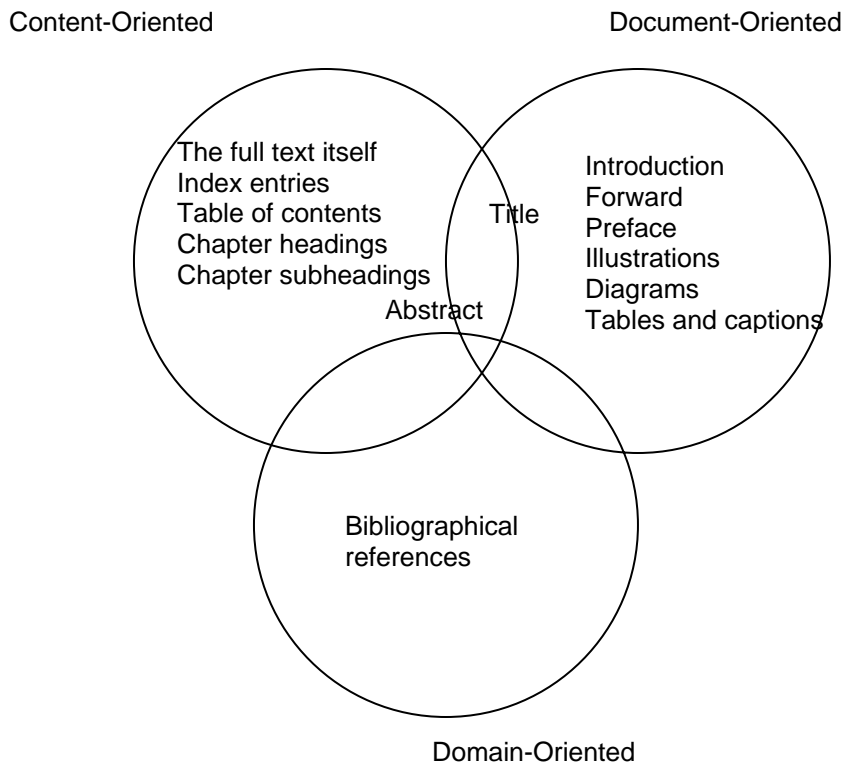 Content-Oriented
Document-Oriented
The full text itself
Index entries
Table of contents
Chapter headings
Chapter subheadings
Abstract
Title
Introduction
Forward
Preface
Illustrations
Diagrams
Tables and captions
Bibliographical
references
Domain-Oriented